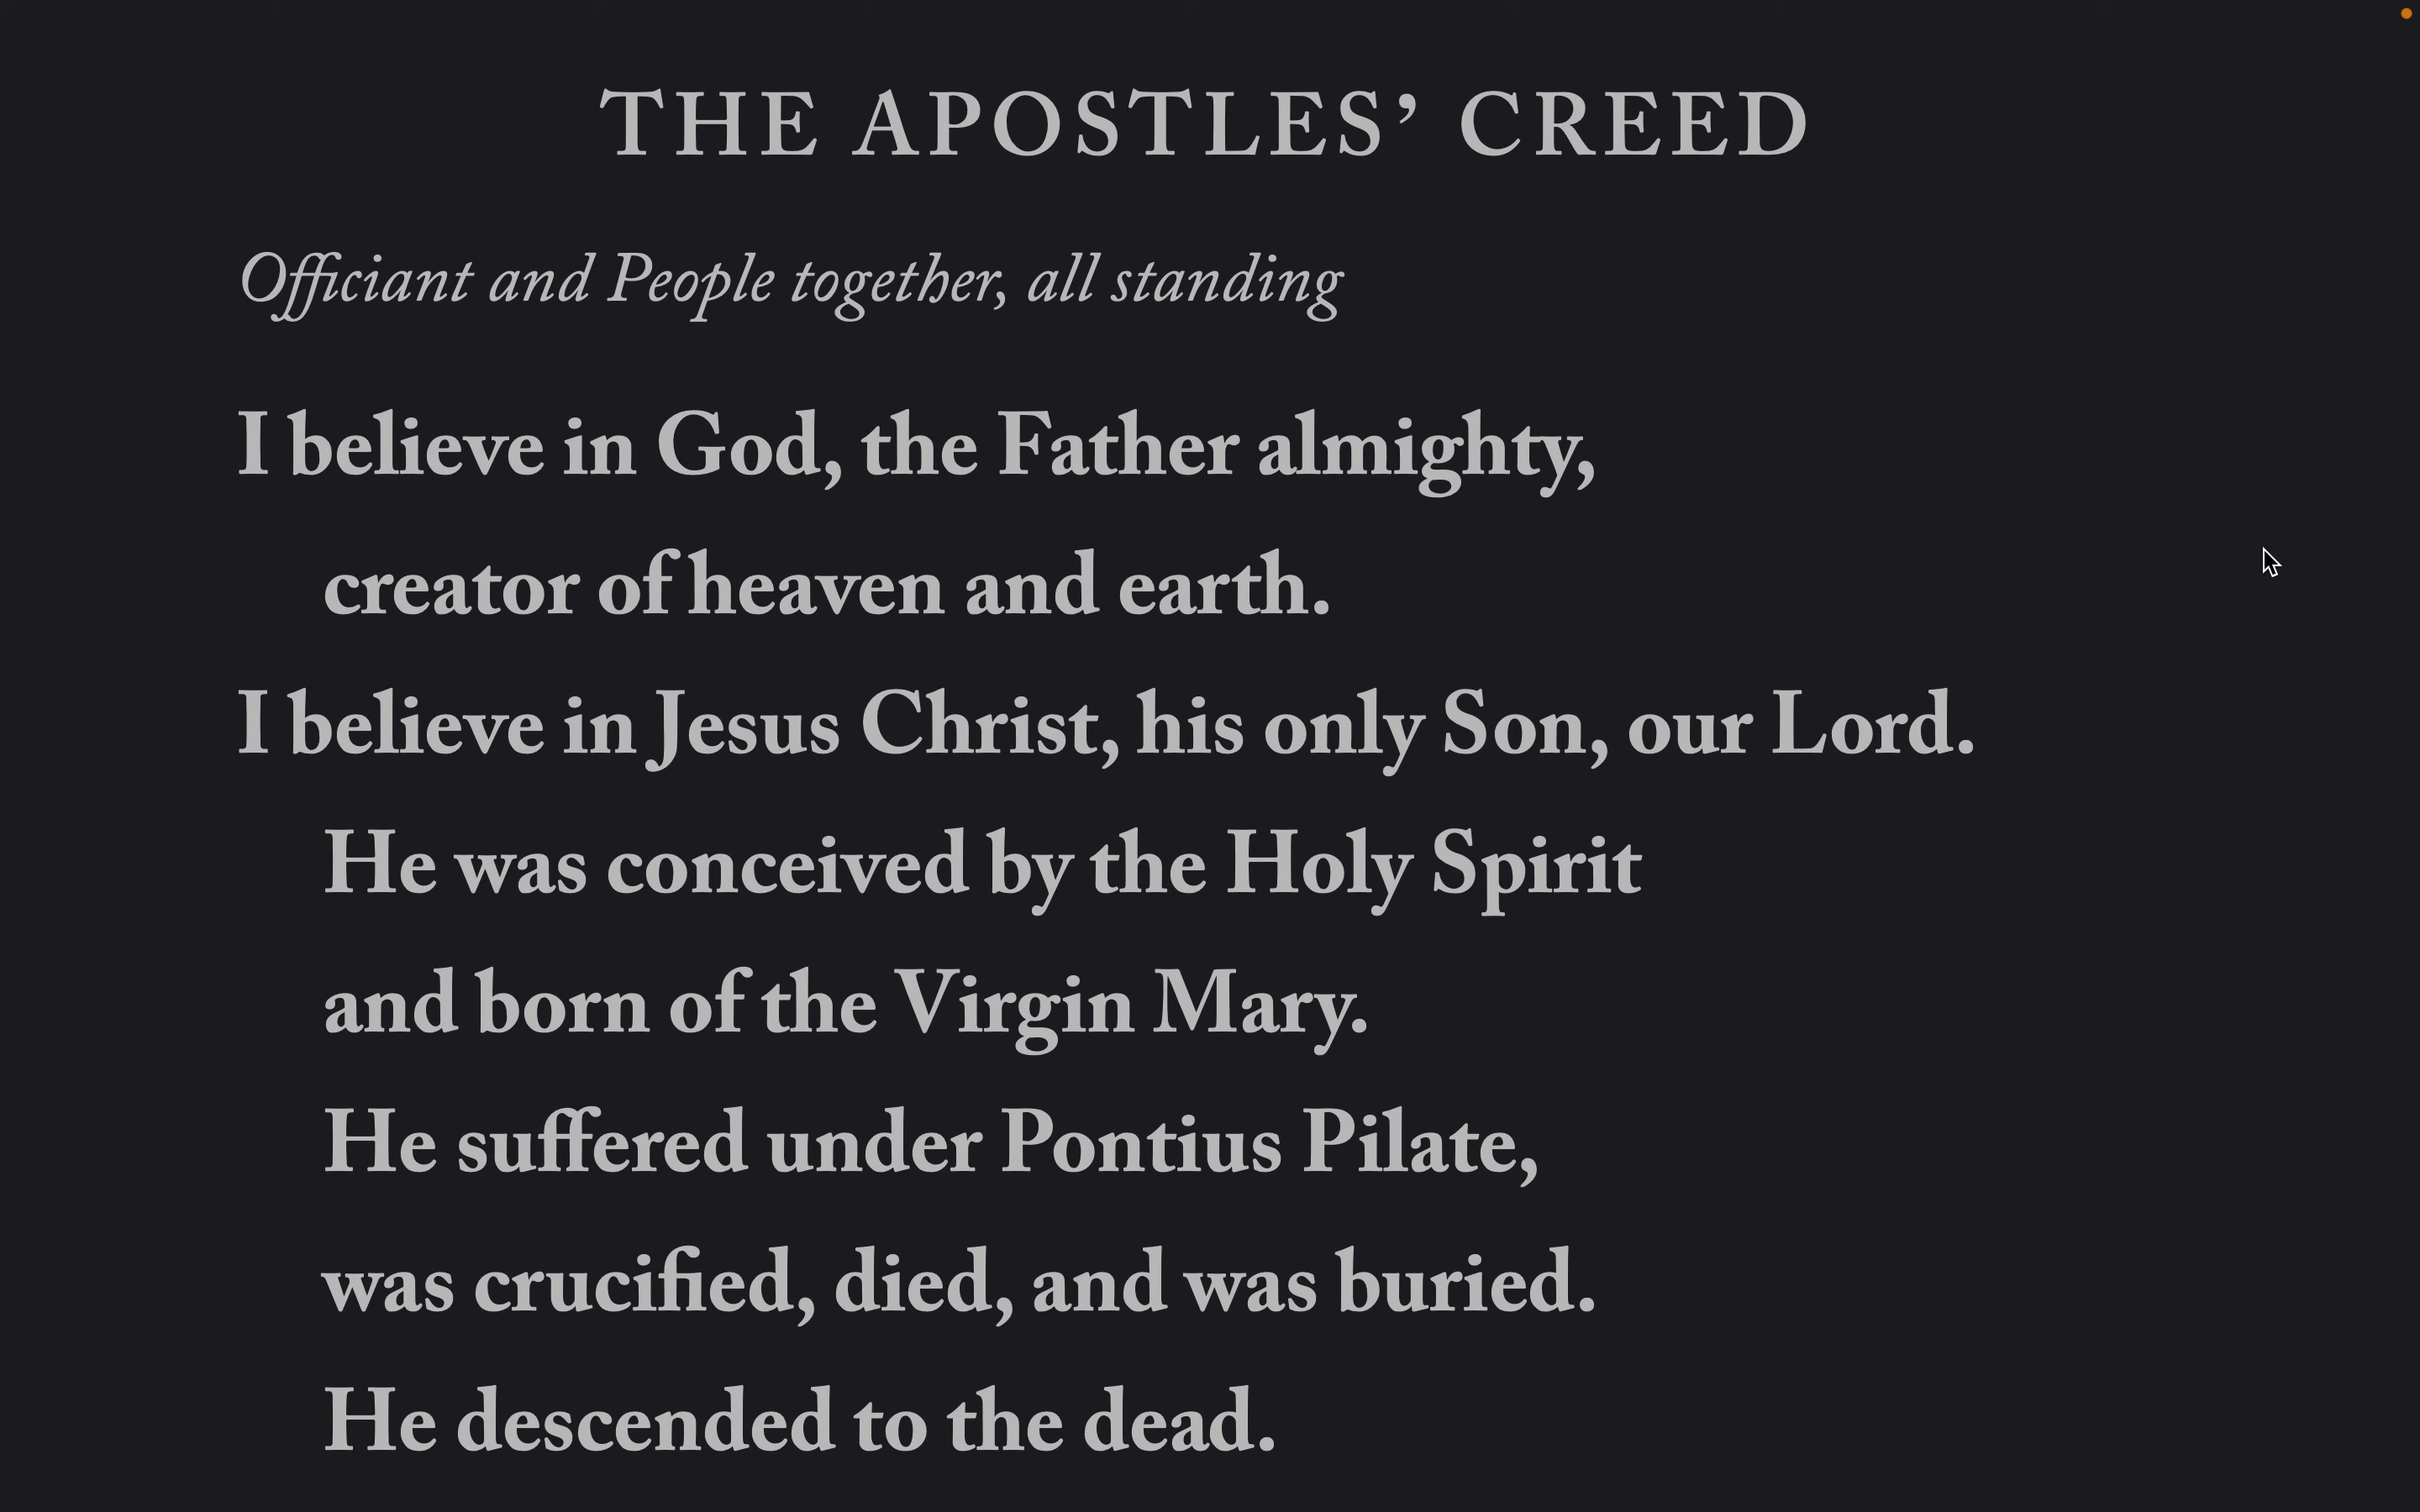 THE APOSTLES’ CREED
Officiant and People together, all standing
I believe in God, the Father almighty,
creator of heaven and earth.
I believe in Jesus Christ, his only Son, our Lord.
He was conceived by the Holy Spirit
and born of the Virgin Mary.
He suffered under Pontius Pilate,
was crucified, died, and was buried.
He descended to the dead.